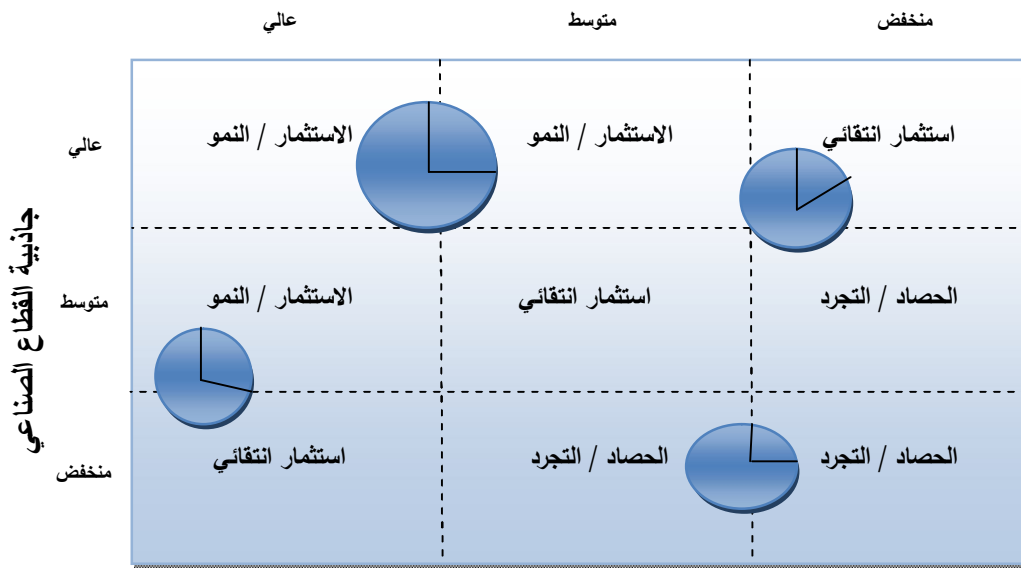 منخفض متوسط عالي
عالي
الاستثمار / النمو الاستثمار / النمو استثمار انتقائي
جاذبية القطاع الصناعي
متوسط
الاستثمار / النمو استثمار انتقائي الحصاد / التجرد
منخفض
استثمار انتقائي الحصاد / التجرد الحصاد / التجرد